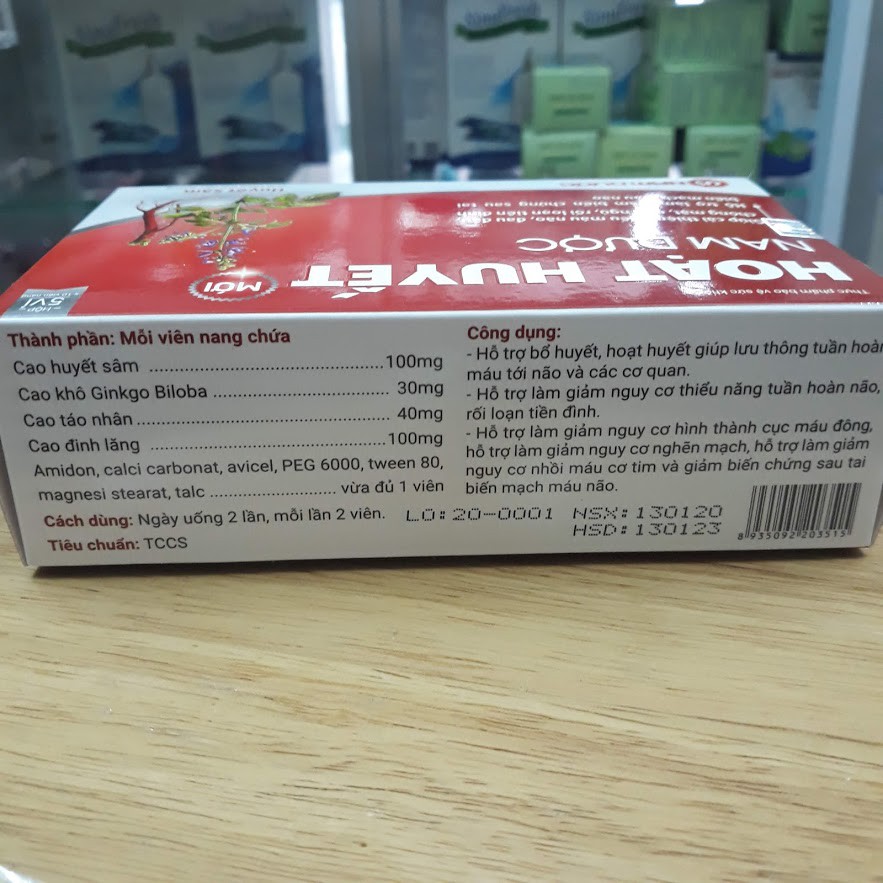 HOẠT HUYẾT
NAM DƯỢC
MỚI
Huyết sâm
5VỈ
Thành phần: Mỗi viên nang chứa
Cao huyết sâm ........................................ 100mg
Cao khô Ginkgo Biloba .............................. 30mg
Cao táo nhân ........................................... 40mg
Cao đinh lăng ......................................... 100mg
Amidon, calci carbonat, avicel, PEG 6000, tween 80,
magnesi stearat, talc ...................... vừa đủ 1 viên
Cách dùng: Ngày uống 2 lần, mỗi lần 2 viên.
Tiêu chuẩn: TCCS
Công dụng:
- Hỗ trợ bổ huyết, hoạt huyết giúp lưu thông tuần hoàn
máu tới não và các cơ quan.
- Hỗ trợ làm giảm nguy cơ thiểu năng tuần hoàn não,
rối loạn tiền đình.
- Hỗ trợ làm giảm nguy cơ hình thành cục máu đông,
hỗ trợ làm giảm nguy cơ nghẽn mạch, hỗ trợ làm giảm
nguy cơ nhồi máu cơ tim và giảm biến chứng sau tai
biến mạch máu não.
LO: 20-0001 NSX: 130120
HSD: 130123
8 935092 203515